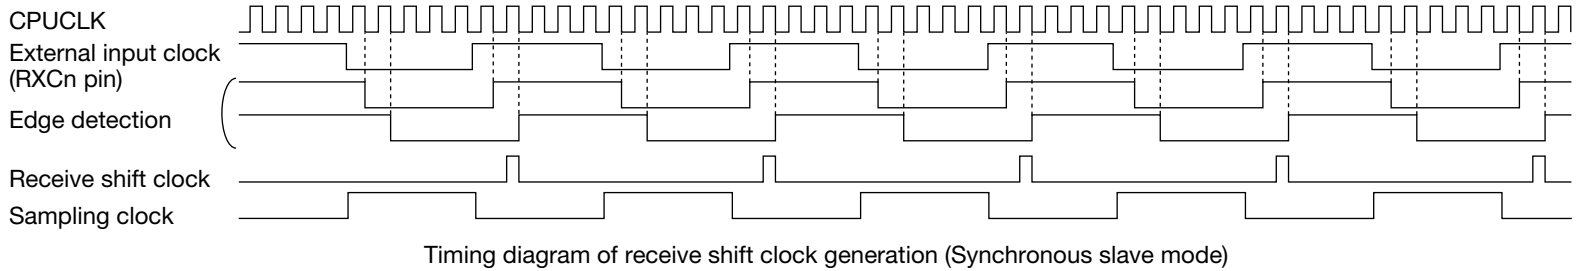 CPUCLK
External input clock
(RXCn pin)
Edge detection
Receive shift clock
Sampling clock
Timing diagram of receive shift clock generation (Synchronous slave mode)